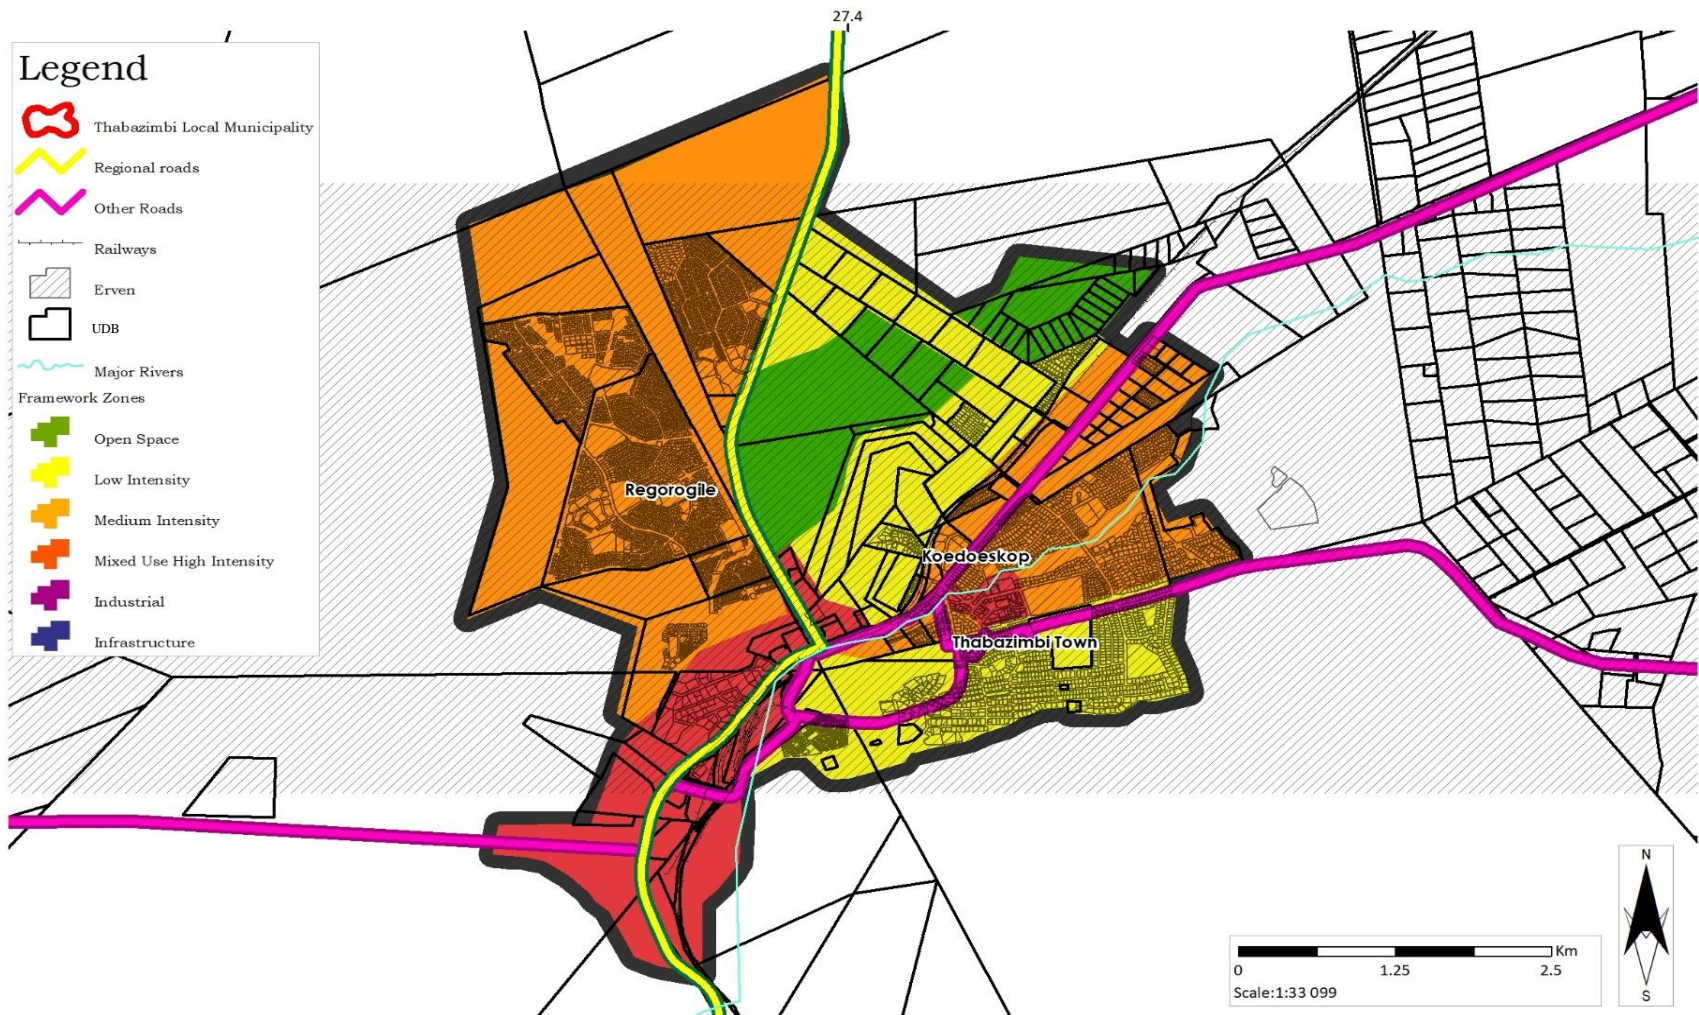 27.4
Legend
Thabazimbi Local Municipality
Regional roads
Other Roads
Railways
Erven
UDB
Major Rivers
Framework Zones
Open Space
Low Intensity
Medium Intensity
Mixed Use High Intensity
Industrial
Infrastructure
Regorogile
Koedoeskop
Thabazimbi Town
N
S
Km
0 1.25 2.5
Scale:1:33 099